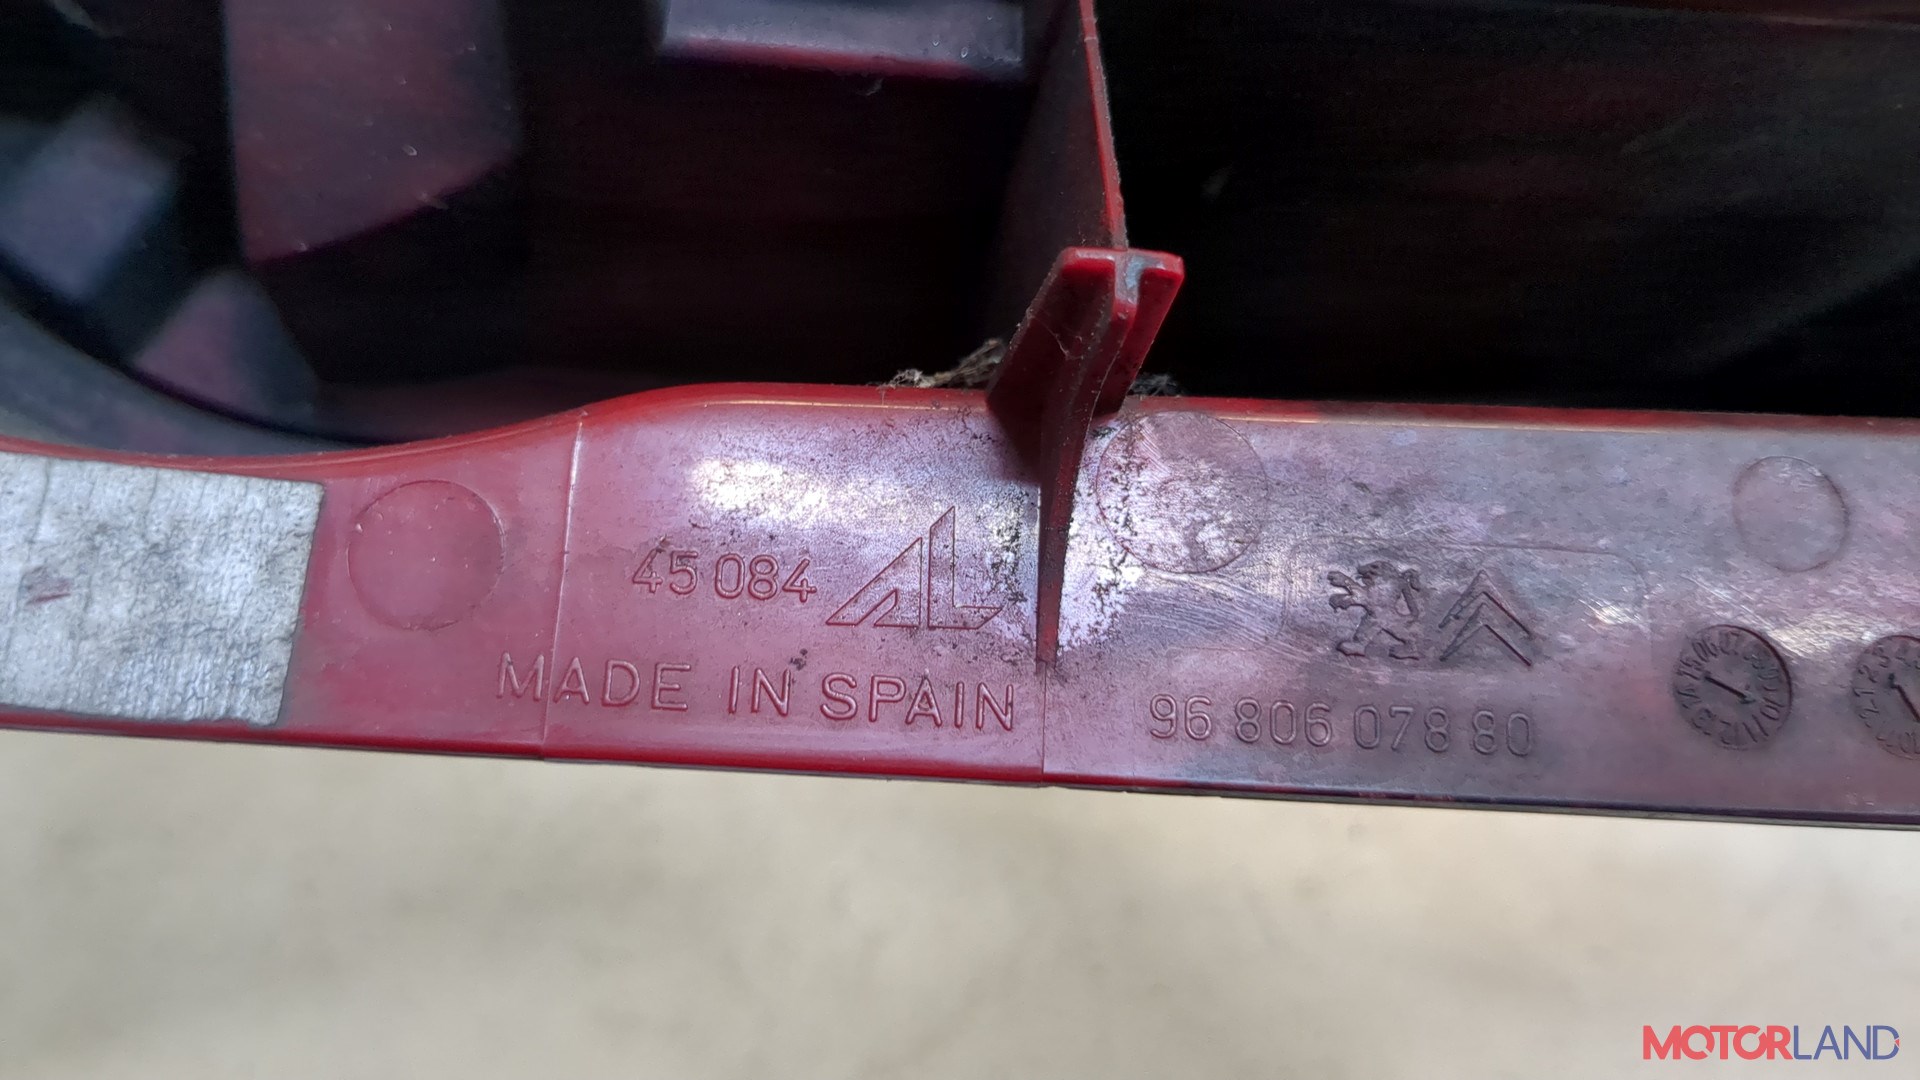 45 084
MADE IN SPAIN
96 806 078 80
MOTORLAND